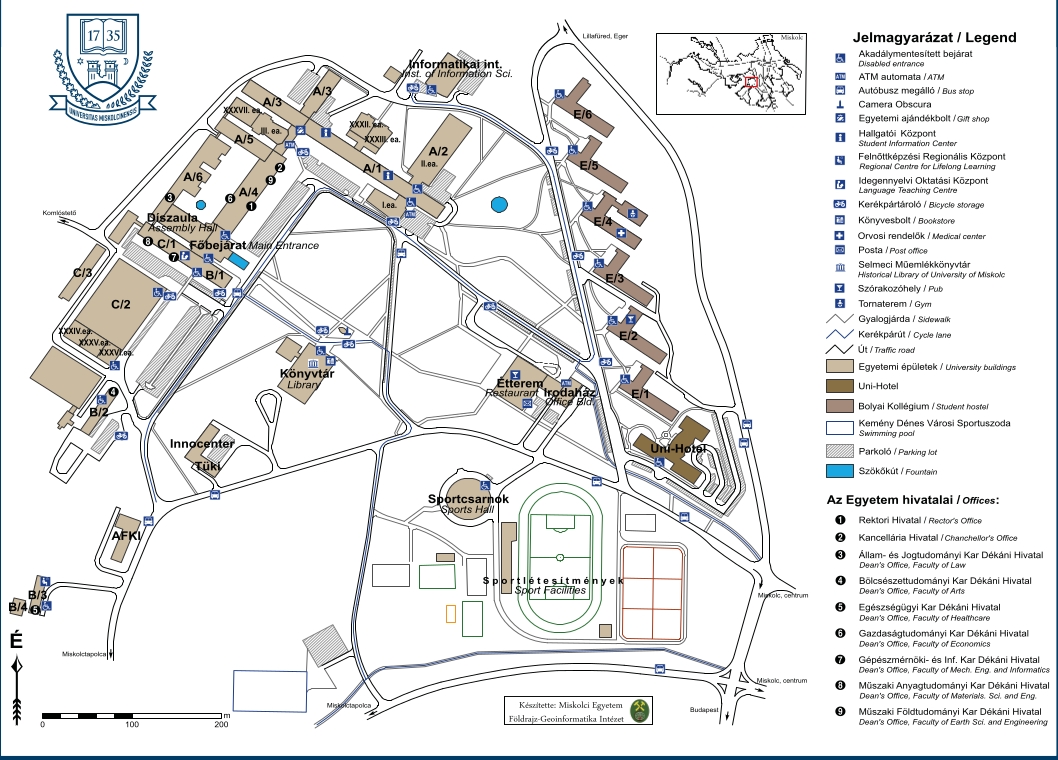 17 35
UNIVERSITAS MISKOLCINENSIS
Lillafüred, Eger
Miskolc
Informatikai int.
Inst. of Information Sci.
A/3
A/3
XXXVII. ea.
III. ea.
XXXII. ea.
XXXIII. ea.
A/5
A/2
II.ea.
A/1
I.ea.
A/6
A/4
ATM
ATM
E/6
E/5
E/4
E/3
E/2
E/1
Komlóstető
Díszaula
Assembly Hall
C/1
Főbejárat / Main Entrance
B/1
C/3
C/2
XXXIV.ea.
XXXV.ea.
XXXVI.ea.
B/2
Könyvtár
Library
Étterem
Restaurant
ATM
Irodaház
Office Bld.
Innocenter
Tüki
Uni-Hotel
Sportcsarnok
Sports Hall
AFKI
Sportlétesítmények
Sport Facilities
B/3
B/4
É
Miskolctapolca
Miskolctapolca
Miskolc, centrum
Miskolc, centrum
Budapest
0 100 200 m
Készítette: Miskolci Egyetem
Földrajz-Geoinformatika Intézet
Jelmagyarázat / Legend
Akadálymentesített bejárat
Disabled entrance
ATM ATM automata / ATM
Autóbusz megálló / Bus stop
Camera Obscura
Egyetemi ajándékbolt / Gift shop
Hallgatói Központ
Student Information Center
Felnőttképzési Regionális Központ
Regional Centre for Lifelong Learning
Idegennyelvi Oktatási Központ
Language Teaching Centre
Kerékpártároló / Bicycle storage
Könyvesbolt / Bookstore
Orvosi rendelők / Medical center
Posta / Post office
Selmeci Műemlékkönyvtár
Historical Library of University of Miskolc
Szórakozóhely / Pub
Tornaterem / Gym
Gyalogjárda / Sidewalk
Kerékpárút / Cycle lane
Út / Traffic road
Egyetemi épületek / University buildings
Uni-Hotel
Bolyai Kollégium / Student hostel
Kemény Dénes Városi Sportuszoda
Swimming pool
Parkoló / Parking lot
Szökőkút / Fountain
Az Egyetem hivatalai / Offices:
1 Rektori Hivatal / Rector's Office
2 Kancellária Hivatal / Chanchellor's Office
3 Állam- és Jogtudományi Kar Dékáni Hivatal
Dean's Office, Faculty of Law
4 Bölcsészettudományi Kar Dékáni Hivatal
Dean's Office, Faculty of Arts
5 Egészségügyi Kar Dékáni Hivatal
Dean's Office, Faculty of Healthcare
6 Gazdaságtudományi Kar Dékáni Hivatal
Dean's Office, Faculty of Economics
7 Gépészmérnöki- és Inf. Kar Dékáni Hivatal
Dean's Office, Faculty of Mech. Eng. and Informatics
8 Műszaki Anyagtudományi Kar Dékáni Hivatal
Dean's Office, Faculty of Materials. Sci. and Eng.
9 Műszaki Földtudományi Kar Dékáni Hivatal
Dean's Office, Faculty of Earth Sci. and Engineering